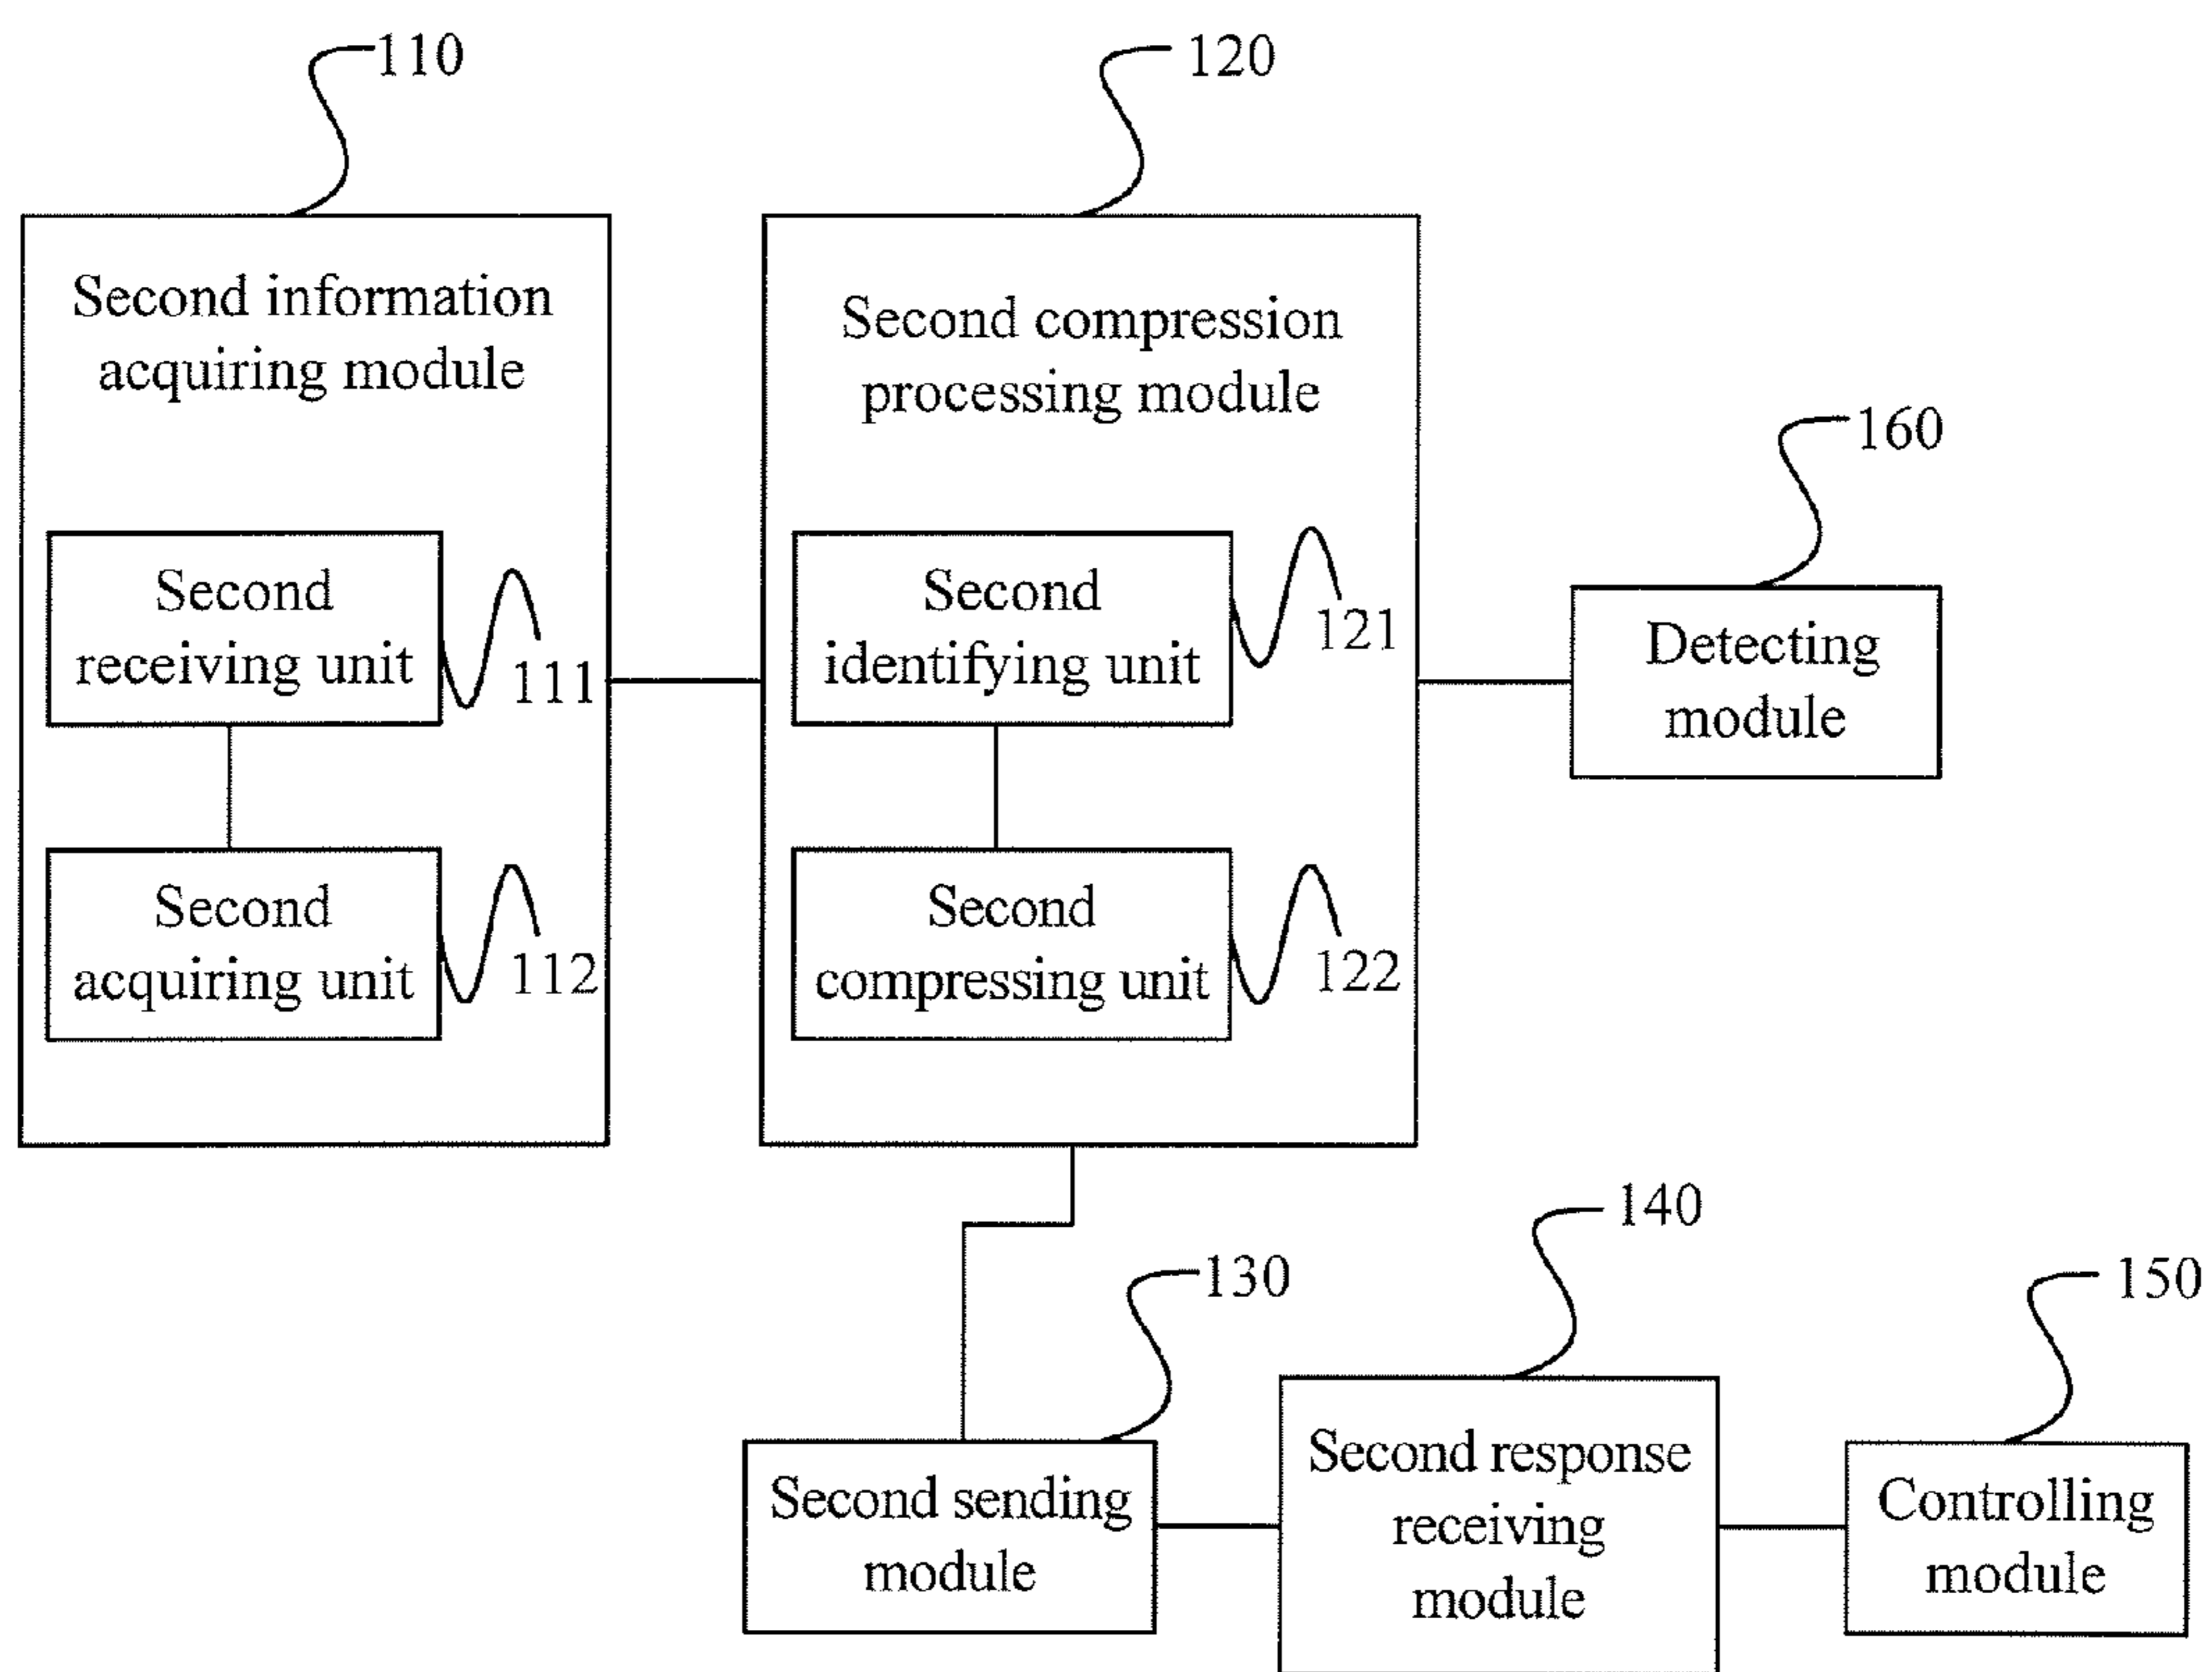 110
120
Second information
acquiring module
Second compression
processing module
160
Second
receiving unit
111
Second
identifying unit
121
Detecting
module
Second
acquiring unit
112
Second
compressing unit
122
140
130
150
Second sending
module
Second response
receiving
module
Controlling
module